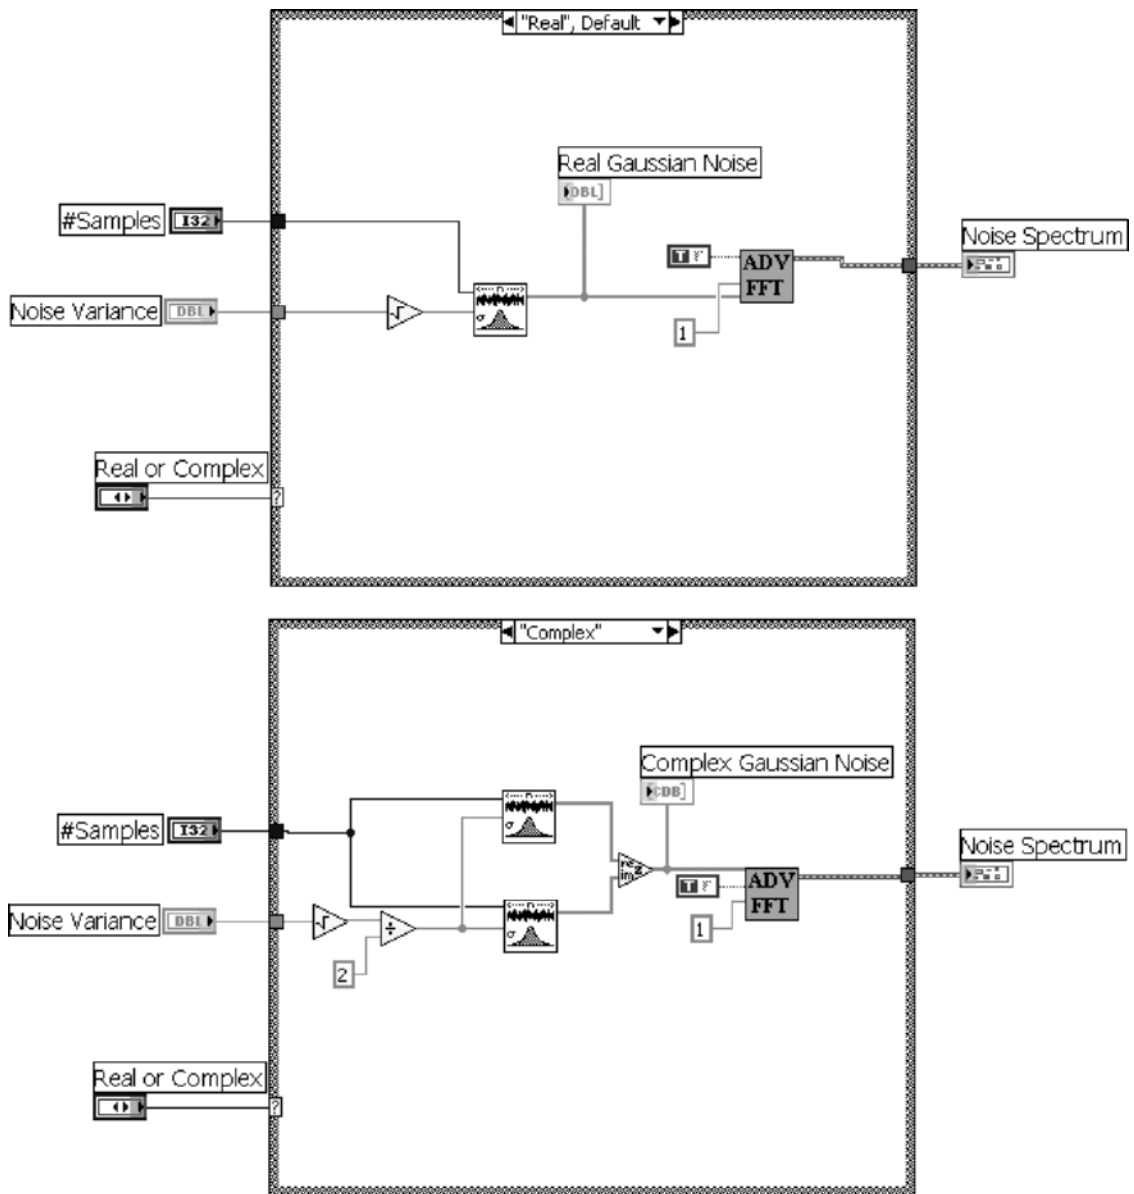 "Real", Default
Real Gaussian Noise
DBL]
#Samples I32
Noise Spectrum
T F
ADV
FFT
Noise Variance DBL
n
σ
1
Real or Complex
?
"Complex"
Complex Gaussian Noise
CDB]
#Samples I32
n
σ
Noise Spectrum
re
im z
T F
ADV
FFT
Noise Variance DBL
÷
n
σ
1
2
Real or Complex
?